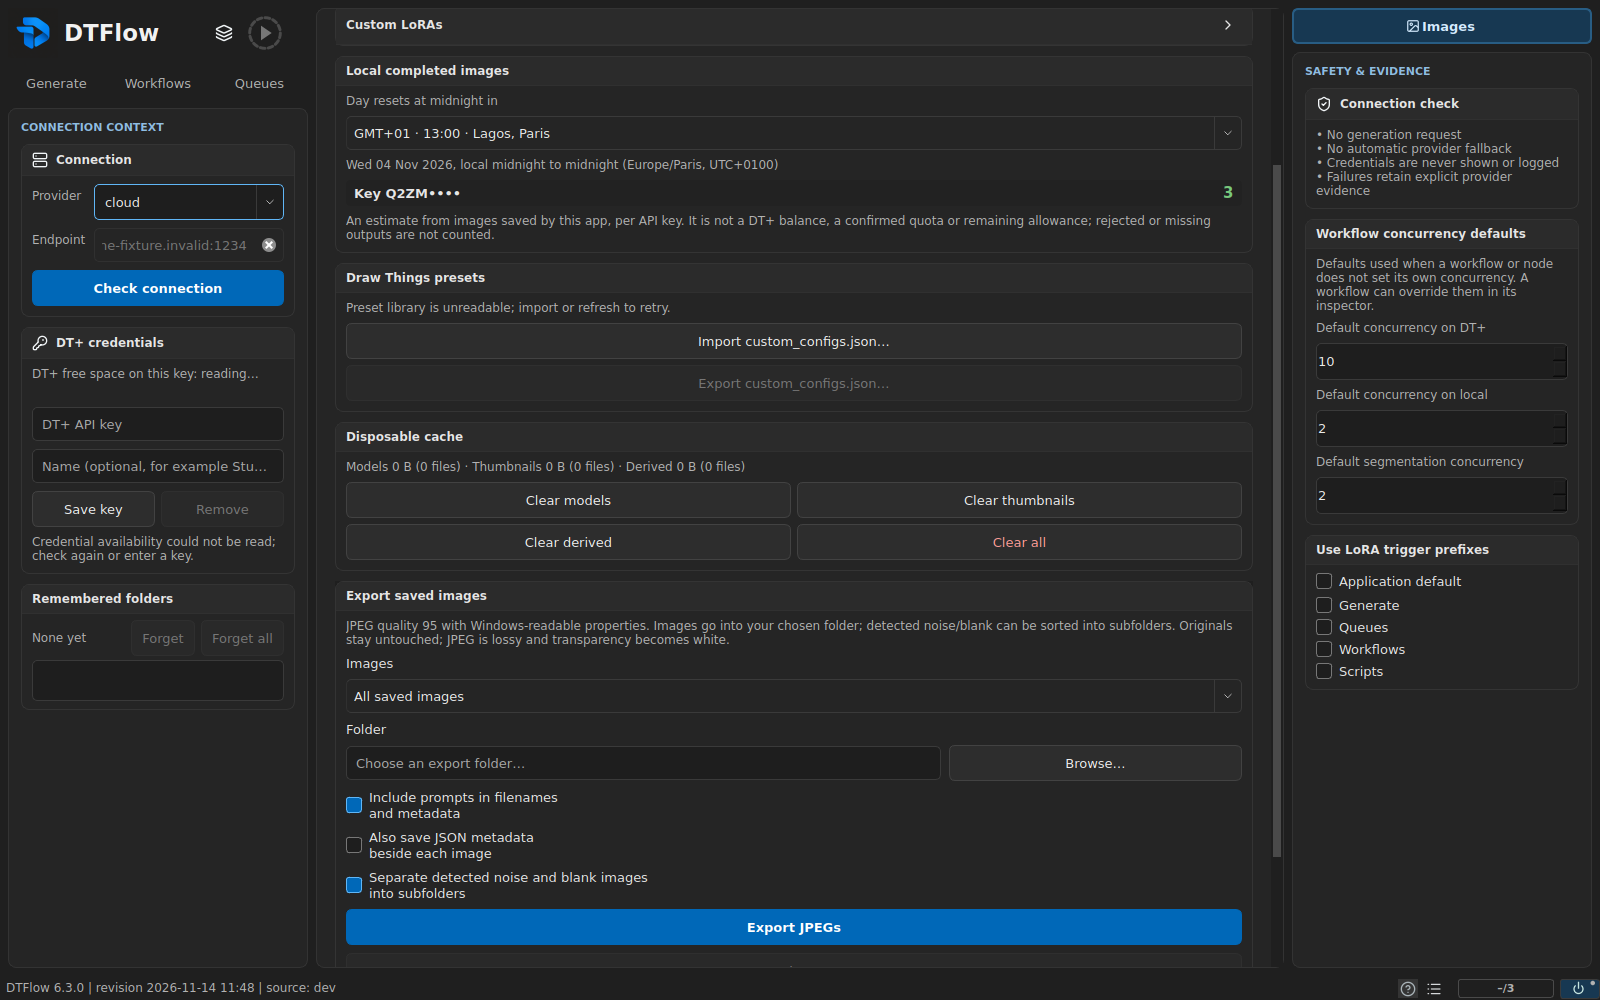 DTFlow
Generate
Workflows
Queues
CONNECTION CONTEXT
Connection
Provider
cloud
Endpoint
ne-fixture.invalid:1234
Check connection
DT+ credentials
DT+ free space on this key: reading…
DT+ API key
Name (optional, for example Stu…
Save key
Remove
Credential availability could not be read;
check again or enter a key.
Remembered folders
None yet
Forget
Forget all
Custom LoRAs
Local completed images
Day resets at midnight in
GMT+01 · 13:00 · Lagos, Paris
Wed 04 Nov 2026, local midnight to midnight (Europe/Paris, UTC+0100)
Key Q2ZM••••
3
An estimate from images saved by this app, per API key. It is not a DT+ balance, a confirmed quota or remaining allowance; rejected or missing
outputs are not counted.
Draw Things presets
Preset library is unreadable; import or refresh to retry.
Import custom_configs.json…
Export custom_configs.json…
Disposable cache
Models 0 B (0 files) · Thumbnails 0 B (0 files) · Derived 0 B (0 files)
Clear models
Clear thumbnails
Clear derived
Clear all
Export saved images
JPEG quality 95 with Windows-readable properties. Images go into your chosen folder; detected noise/blank can be sorted into subfolders. Originals
stay untouched; JPEG is lossy and transparency becomes white.
Images
All saved images
Folder
Choose an export folder…
Browse…
Include prompts in filenames
and metadata
Also save JSON metadata
beside each image
Separate detected noise and blank images
into subfolders
Export JPEGs
Images
SAFETY & EVIDENCE
Connection check
• No generation request
• No automatic provider fallback
• Credentials are never shown or logged
• Failures retain explicit provider
evidence
Workflow concurrency defaults
Defaults used when a workflow or node
does not set its own concurrency. A
workflow can override them in its
inspector.
Default concurrency on DT+
10
Default concurrency on local
2
Default segmentation concurrency
2
Use LoRA trigger prefixes
Application default
Generate
Queues
Workflows
Scripts
DTFlow 6.3.0 | revision 2026-11-14 11:48 | source: dev
–/3